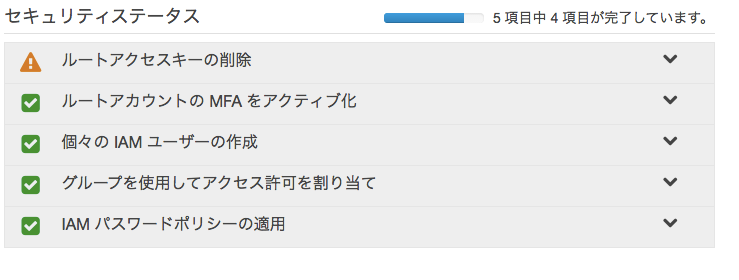 セキュリティステータス
5 項目中 4 項目が完了しています。
ルートアクセスキーの削除
ルートアカウントの MFA をアクティブ化
個々の IAM ユーザーの作成
グループを使用してアクセス許可を割り当て
IAM パスワードポリシーの適用